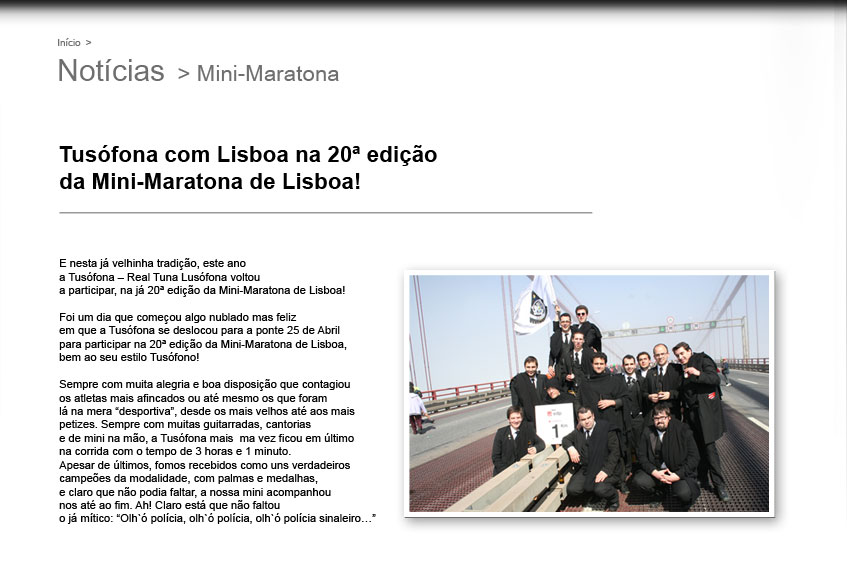 Início >
Notícias > Mini-Maratona
Tusófona com Lisboa na 20ª edição
da Mini-Maratona de Lisboa!
E nesta já velhinha tradição, este ano
a Tusófona – Real Tuna Lusófona voltou
a participar, na já 20ª edição da Mini-Maratona de Lisboa!
Foi um dia que começou algo nublado mas feliz
em que a Tusófona se deslocou para a ponte 25 de Abril
para participar na 20ª edição da Mini-Maratona de Lisboa,
bem ao seu estilo Tusófono!
Sempre com muita alegria e boa disposição que contagiou
os atletas mais afincados ou até mesmo os que foram
lá na mera “desportiva”, desde os mais velhos até aos mais
petizes. Sempre com muitas guitarradas, cantorias
e de mini na mão, a Tusófona mais  ma vez ficou em último
na corrida com o tempo de 3 horas e 1 minuto.
Apesar de últimos, fomos recebidos como uns verdadeiros
campeões da modalidade, com palmas e medalhas,
e claro que não podia faltar, a nossa mini acompanhou
nos até ao fim. Ah! Claro está que não faltou
o já mítico: “Olh`ó polícia, olh`ó polícia, olh`ó polícia sinaleiro…”
1